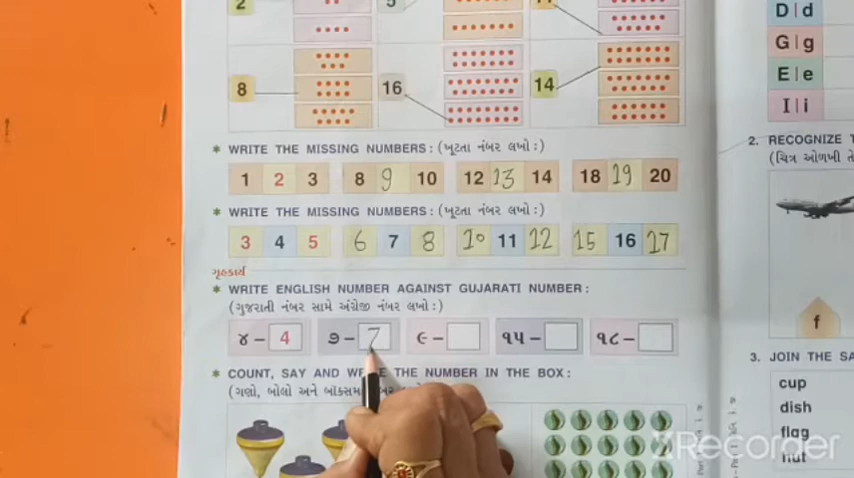 2
5
D|d
G|g
8
16
14
E|e
I|i
* WRITE THE MISSING NUMBERS: (ખૂટતા નંબર લખો:)
1 2 3 8 9 10 12 13 14 18 19 20
* WRITE THE MISSING NUMBERS: (ખૂટતા નંબર લખો:)
3 4 5 6 7 8 10 11 12 15 16 17
ગૃહકાર્ય
* WRITE ENGLISH NUMBER AGAINST GUJARATI NUMBER:
(ગુજરાતી નંબર સામે અંગ્રેજી નંબર લખો:)
૪ – 4 ૭ – 7 ૯ – ૧૫ – ૧૮ –
* COUNT, SAY AND THE NUMBER IN THE BOX:
(ગણો, બોલો અને
2. RECOGNIZE
(ચિત્ર ઓળખી
f
3. JOIN THE
cup
dish
flag
nut
Recorder